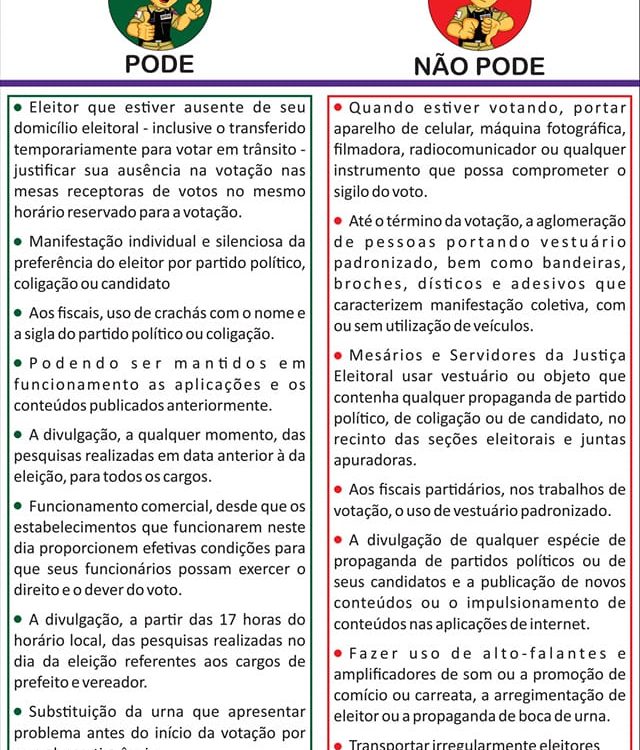 PODE
• Eleitor que estiver ausente de seu
domicílio eleitoral - inclusive o transferido
temporariamente para votar em trânsito -
justificar sua ausência na votação nas
mesas receptoras de votos no mesmo
horário reservado para a votação.
• Manifestação individual e silenciosa da
preferência do eleitor por partido político,
coligação ou candidato
• Aos fiscais, uso de crachás com o nome e
a sigla do partido político ou coligação.
• Podendo ser mantidos em
funcionamento as aplicações e os
conteúdos publicados anteriormente.
• A divulgação, a qualquer momento, das
pesquisas realizadas em data anterior à da
eleição, para todos os cargos.
• Funcionamento comercial, desde que os
estabelecimentos que funcionarem neste
dia proporcionem efetivas condições para
que seus funcionários possam exercer o
direito e o dever do voto.
• A divulgação, a partir das 17 horas do
horário local, das pesquisas realizadas no
dia da eleição referentes aos cargos de
prefeito e vereador.
• Substituição da urna que apresentar
problema antes do início da votação por
NÃO PODE
• Quando estiver votando, portar
aparelho de celular, máquina fotográfica,
filmadora, radiocomunicador ou qualquer
instrumento que possa comprometer o
sigilo do voto.
• Até o término da votação, a aglomeração
de pessoas portando vestuário
padronizado, bem como bandeiras,
broches, dísticos e adesivos que
caracterizem manifestação coletiva, com
ou sem utilização de veículos.
• Mesários e Servidores da Justiça
Eleitoral usar vestuário ou objeto que
contenha qualquer propaganda de partido
político, de coligação ou de candidato, no
recinto das seções eleitorais e juntas
apuradoras.
• Aos fiscais partidários, nos trabalhos de
votação, o uso de vestuário padronizado.
• A divulgação de qualquer espécie de
propaganda de partidos políticos ou de
seus candidatos e a publicação de novos
conteúdos ou o impulsionamento de
conteúdos nas aplicações de internet.
• Fazer uso de alto-falantes e
amplificadores de som ou a promoção de
comício ou carreata, a arregimentação de
eleitor ou a propaganda de boca de urna.
• Transportar irregularmente eleitores